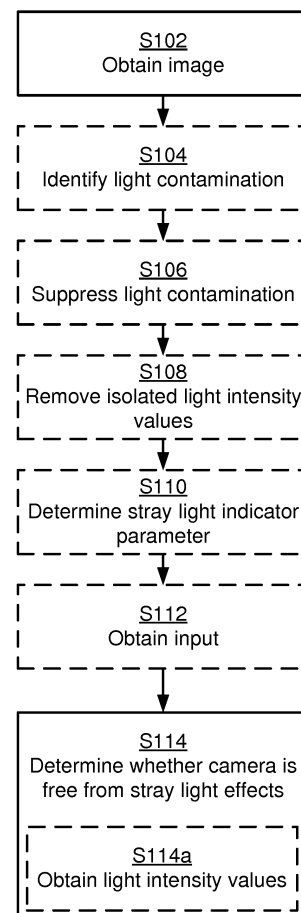 S102
Obtain image
S104
Identify light contamination
S106
Suppress light contamination
S108
Remove isolated light intensity
values
S110
Determine stray light indicator
parameter
S112
Obtain input
S114
Determine whether camera is
free from stray light effects
S114a
Obtain light intensity values